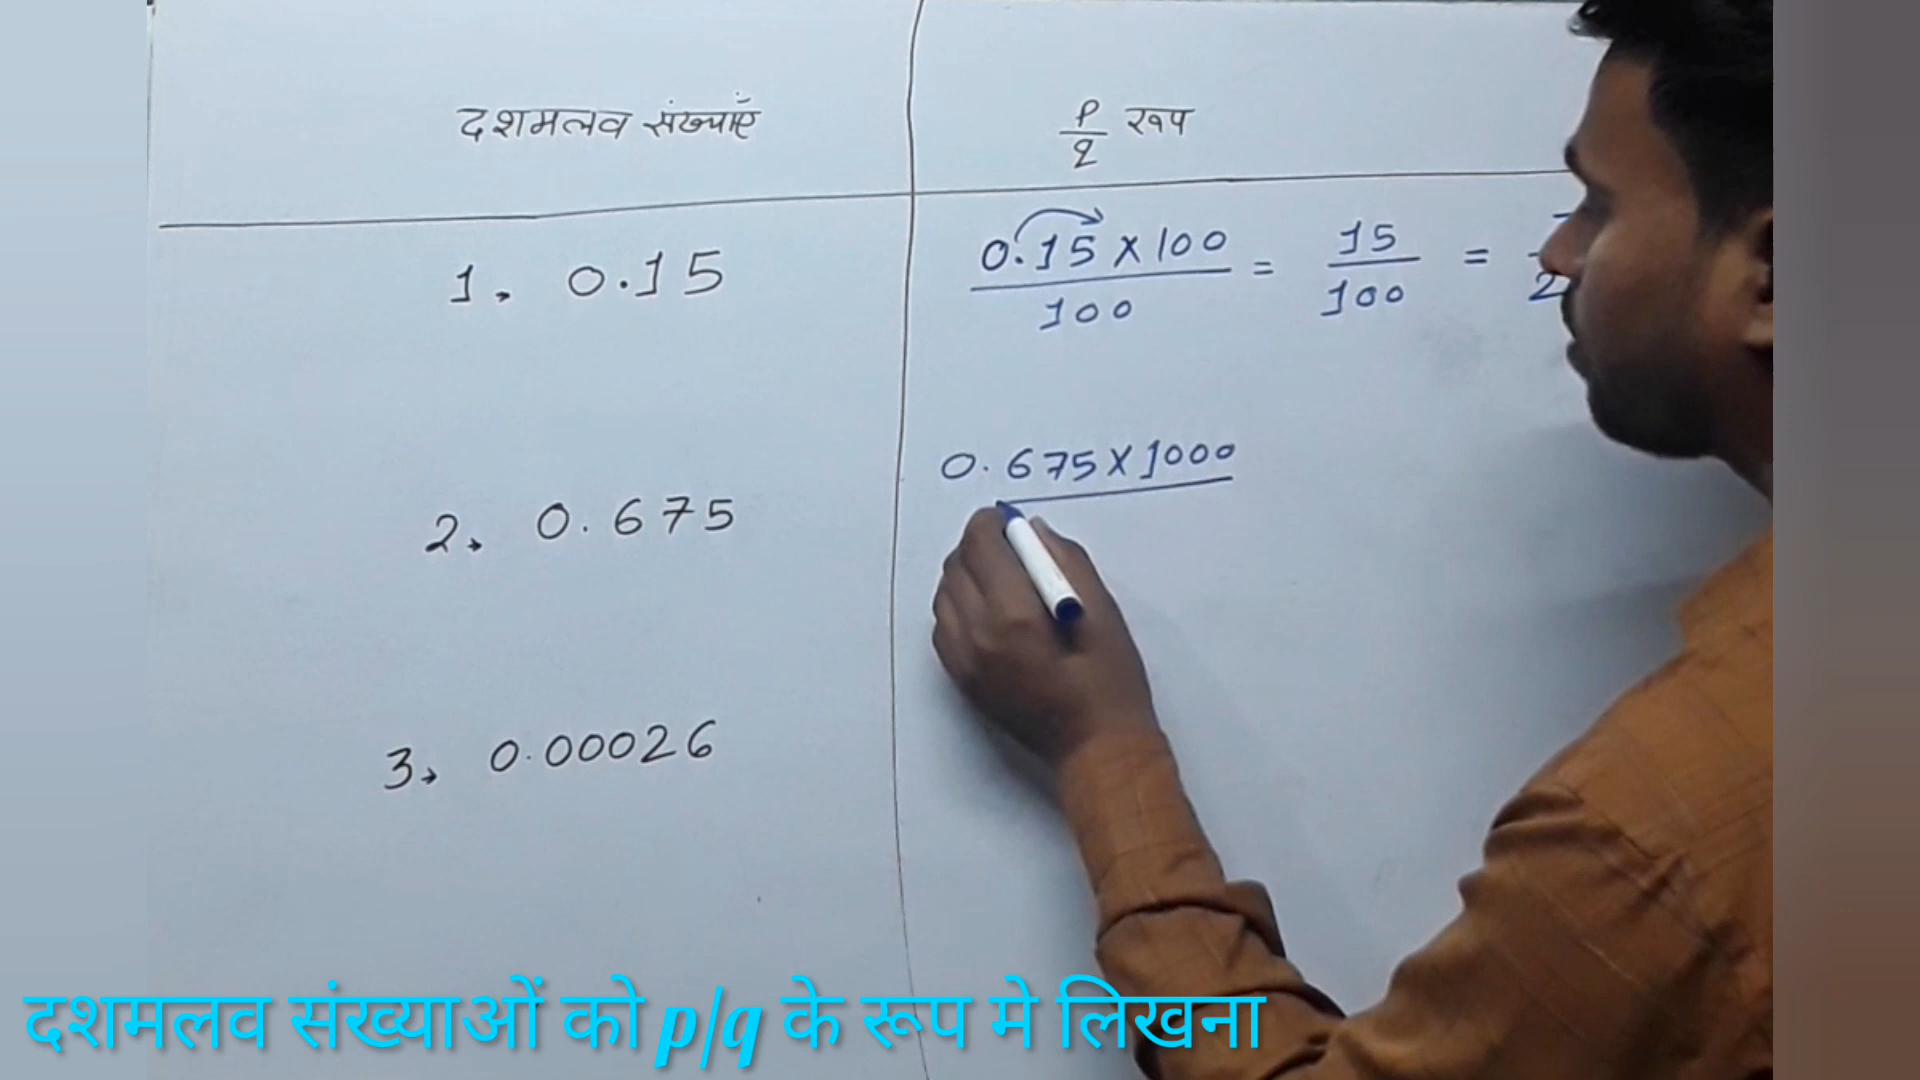 दशमलव संख्याएँ
p/q रूप
1. 0.15
0.15 x 100 / 100 = 15 / 100 =
2. 0.675
0.675 x 1000
3. 0.00026
दशमलव संख्याओं को p/q के रूप मे लिखना